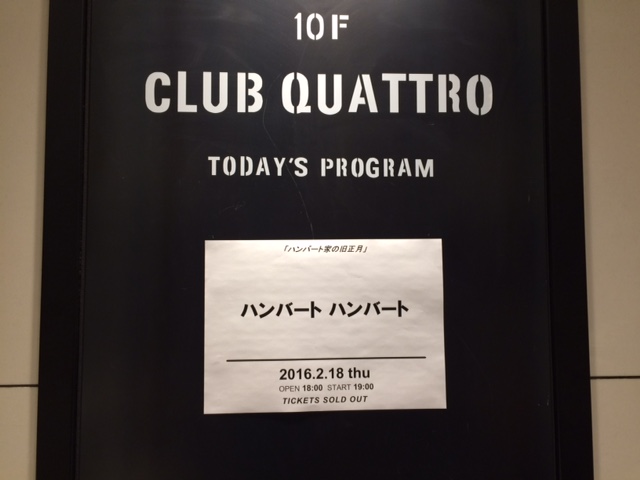 10F
CLUB QUATTRO
TODAY'S PROGRAM
「ハンバート家の旧正月」
ハンバート ハンバート
2016.2.18 thu
OPEN 18:00 START 19:00
TICKETS SOLD OUT